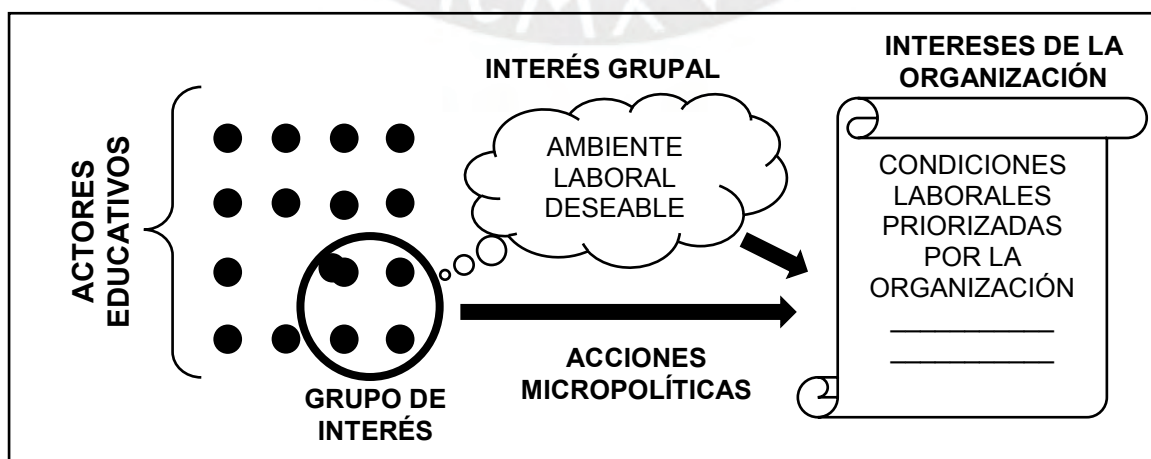 ACTORES
EDUCATIVOS
GRUPO DE
INTERÉS
INTERÉS GRUPAL
AMBIENTE
LABORAL
DESEABLE
ACCIONES
MICROPOLÍTICAS
INTERESES DE LA
ORGANIZACIÓN
CONDICIONES
LABORALES
PRIORIZADAS
POR LA
ORGANIZACIÓN